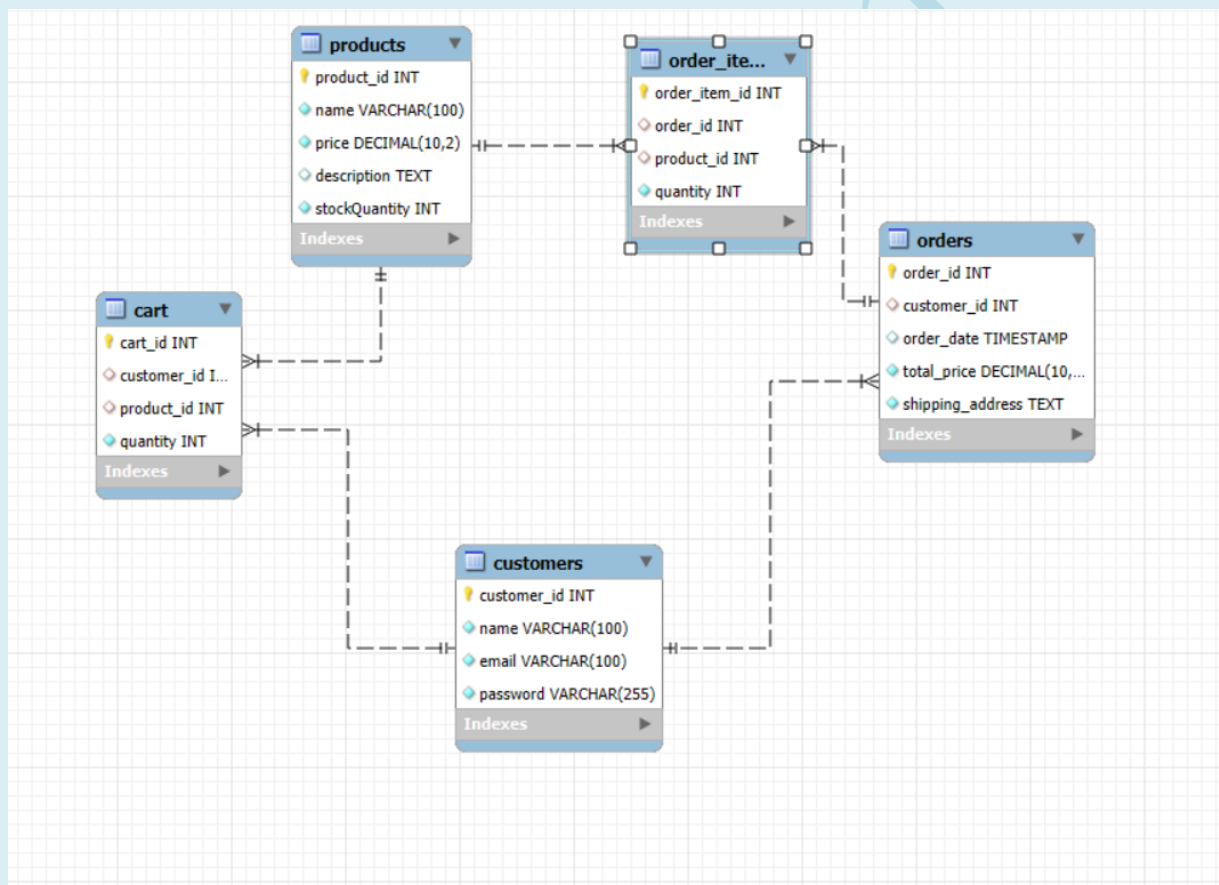 products
product_id INT
name VARCHAR(100)
price DECIMAL(10,2)
description TEXT
stockQuantity INT
Indexes
order_ite...
order_item_id INT
order_id INT
product_id INT
quantity INT
Indexes
orders
order_id INT
customer_id INT
order_date TIMESTAMP
total_price DECIMAL(10,...
shipping_address TEXT
Indexes
cart
cart_id INT
customer_id I...
product_id INT
quantity INT
Indexes
customers
customer_id INT
name VARCHAR(100)
email VARCHAR(100)
password VARCHAR(255)
Indexes